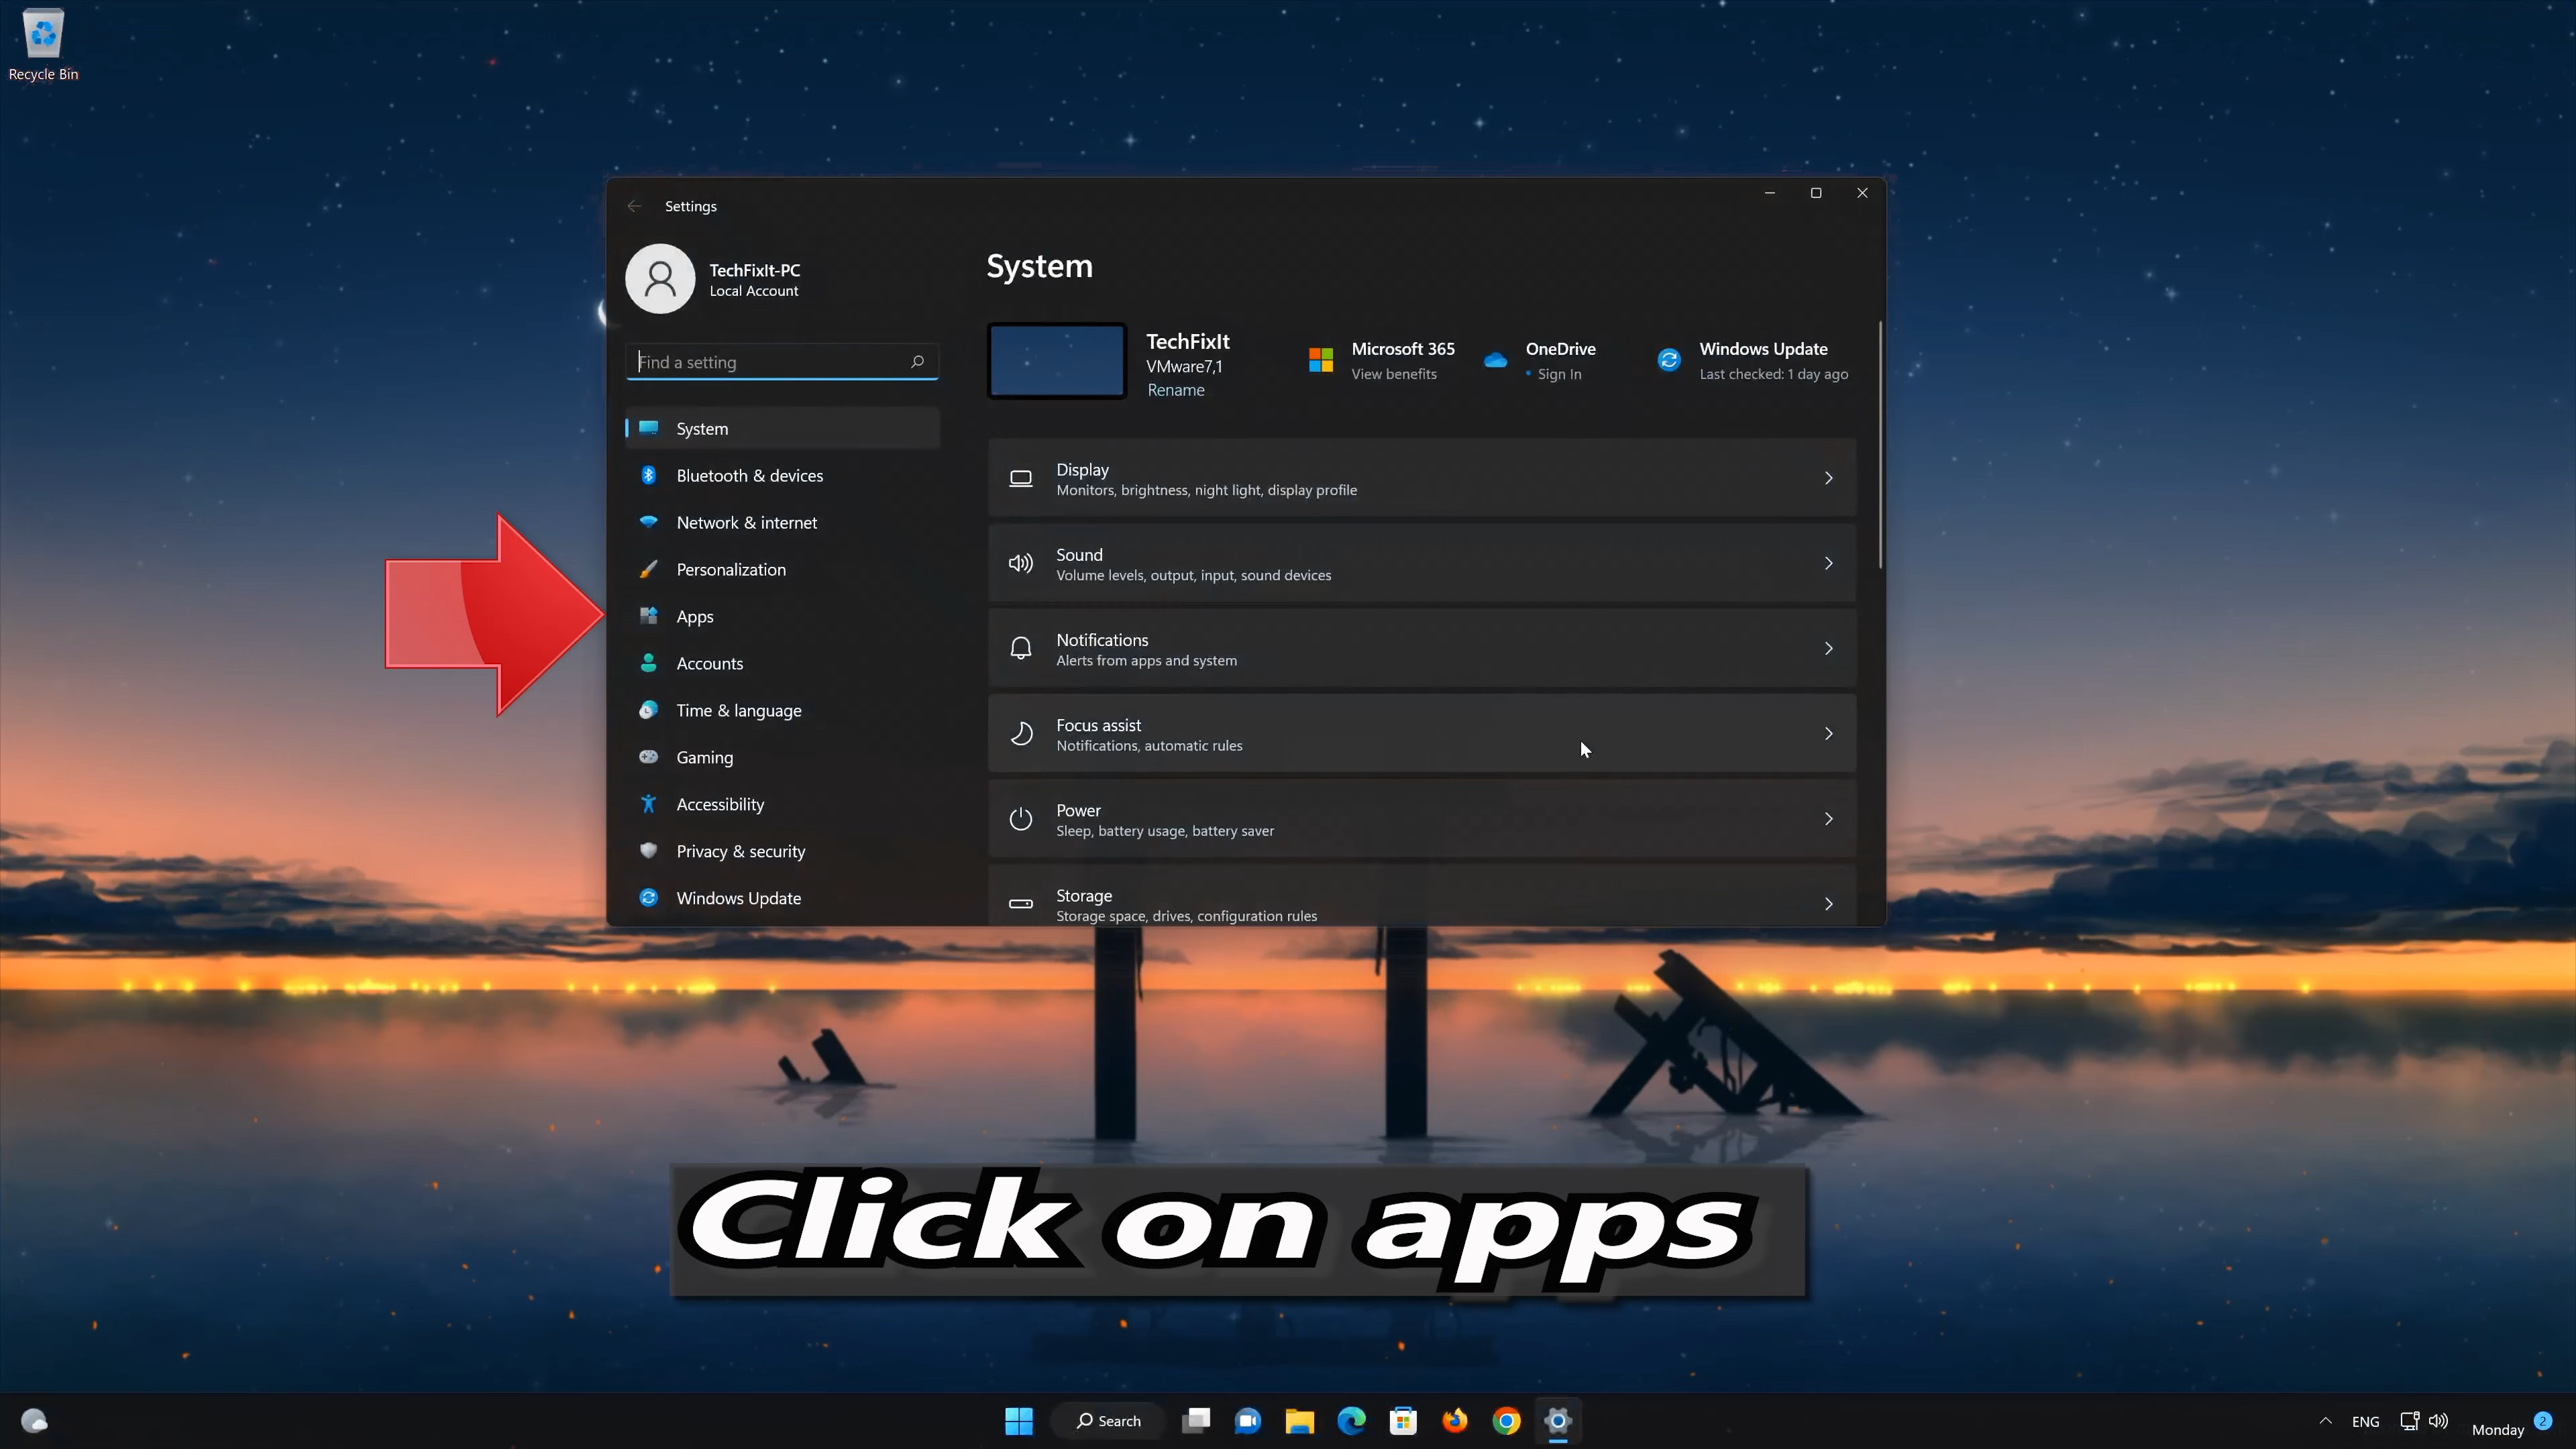 Recycle Bin
Settings
TechFixIt-PC
Local Account
Find a setting
System
Bluetooth & devices
Network & internet
Personalization
Apps
Accounts
Time & language
Gaming
Accessibility
Privacy & security
Windows Update
System
TechFixIt
VMware7,1
Rename
Microsoft 365
View benefits
OneDrive
Sign In
Windows Update
Last checked: 1 day ago
Display
Monitors, brightness, night light, display profile
Sound
Volume levels, output, input, sound devices
Notifications
Alerts from apps and system
Focus assist
Notifications, automatic rules
Power
Sleep, battery usage, battery saver
Storage
Storage space, drives, configuration rules
Click on apps
Search
ENG
Monday
2